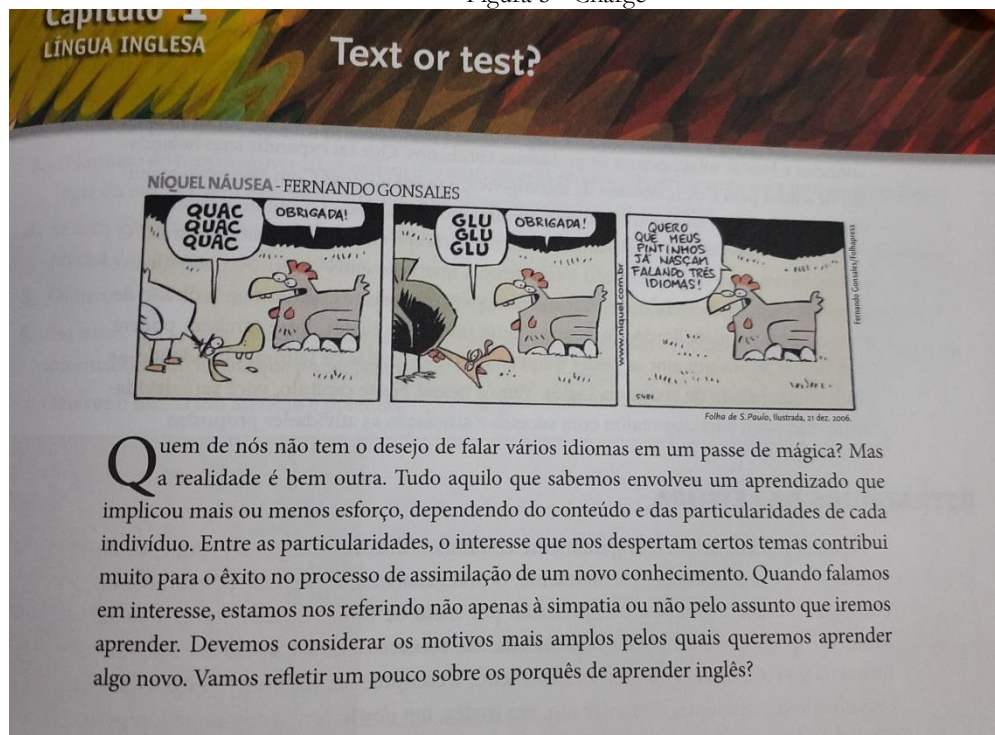 Figura 3 - Charge
Capítulo 1
LÍNGUA INGLESA
Text or test?
NÍQUEL NÁUSEA - FERNANDO GONSALES
QUAC
QUAC
QUAC
OBRIGADA!
GLU
GLU
GLU
OBRIGADA!
www.niquel.com.br
QUERO
QUE MEUS
PINTINHOS
JÁ NASÇAM
FALANDO TRÊS
IDIOMAS!
Fernando Gonsales/Folhapress
Folha de S.Paulo, Ilustrada, 21 dez. 2006.
Quem de nós não tem o desejo de falar vários idiomas em um passe de mágica? Mas
a realidade é bem outra. Tudo aquilo que sabemos envolveu um aprendizado que
implicou mais ou menos esforço, dependendo do conteúdo e das particularidades de cada
indivíduo. Entre as particularidades, o interesse que nos despertam certos temas contribui
muito para o êxito no processo de assimilação de um novo conhecimento. Quando falamos
em interesse, estamos nos referindo não apenas à simpatia ou não pelo assunto que iremos
aprender. Devemos considerar os motivos mais amplos pelos quais queremos aprender
algo novo. Vamos refletir um pouco sobre os porquês de aprender inglês?